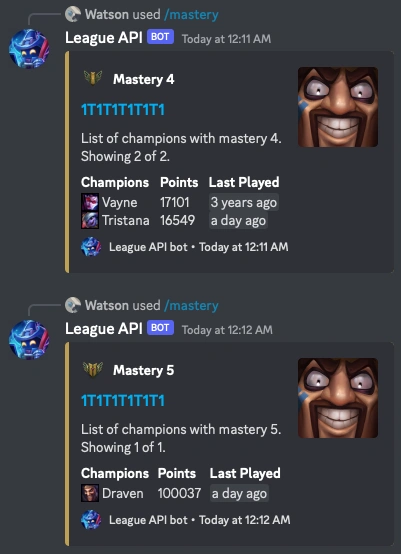 Watson used /mastery
League API BOT Today at 12:11 AM
Mastery 4
1T1T1T1T1T1
List of champions with mastery 4.
Showing 2 of 2.
Champions Points Last Played
Vayne 17101 3 years ago
Tristana 16549 a day ago
League API bot • Today at 12:11 AM
Watson used /mastery
League API BOT Today at 12:12 AM
Mastery 5
1T1T1T1T1T1
List of champions with mastery 5.
Showing 1 of 1.
Champions Points Last Played
Draven 100037 a day ago
League API bot • Today at 12:12 AM